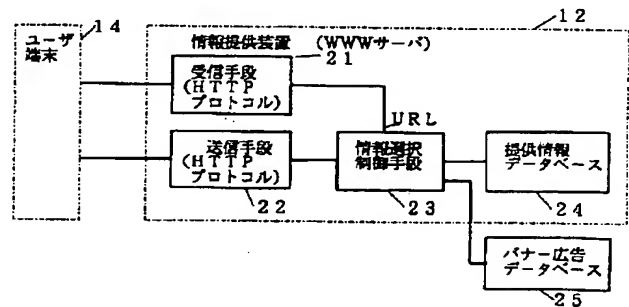 12
14
ユーザ
端末
情報提供装置 (WWWサーバ)
21
受信手段
(HTTP
プロトコル)
URL
送信手段
(HTTP
プロトコル)
情報選択
制御手段
提供情報
データベース
22
23
24
バナー広告
データベース
25